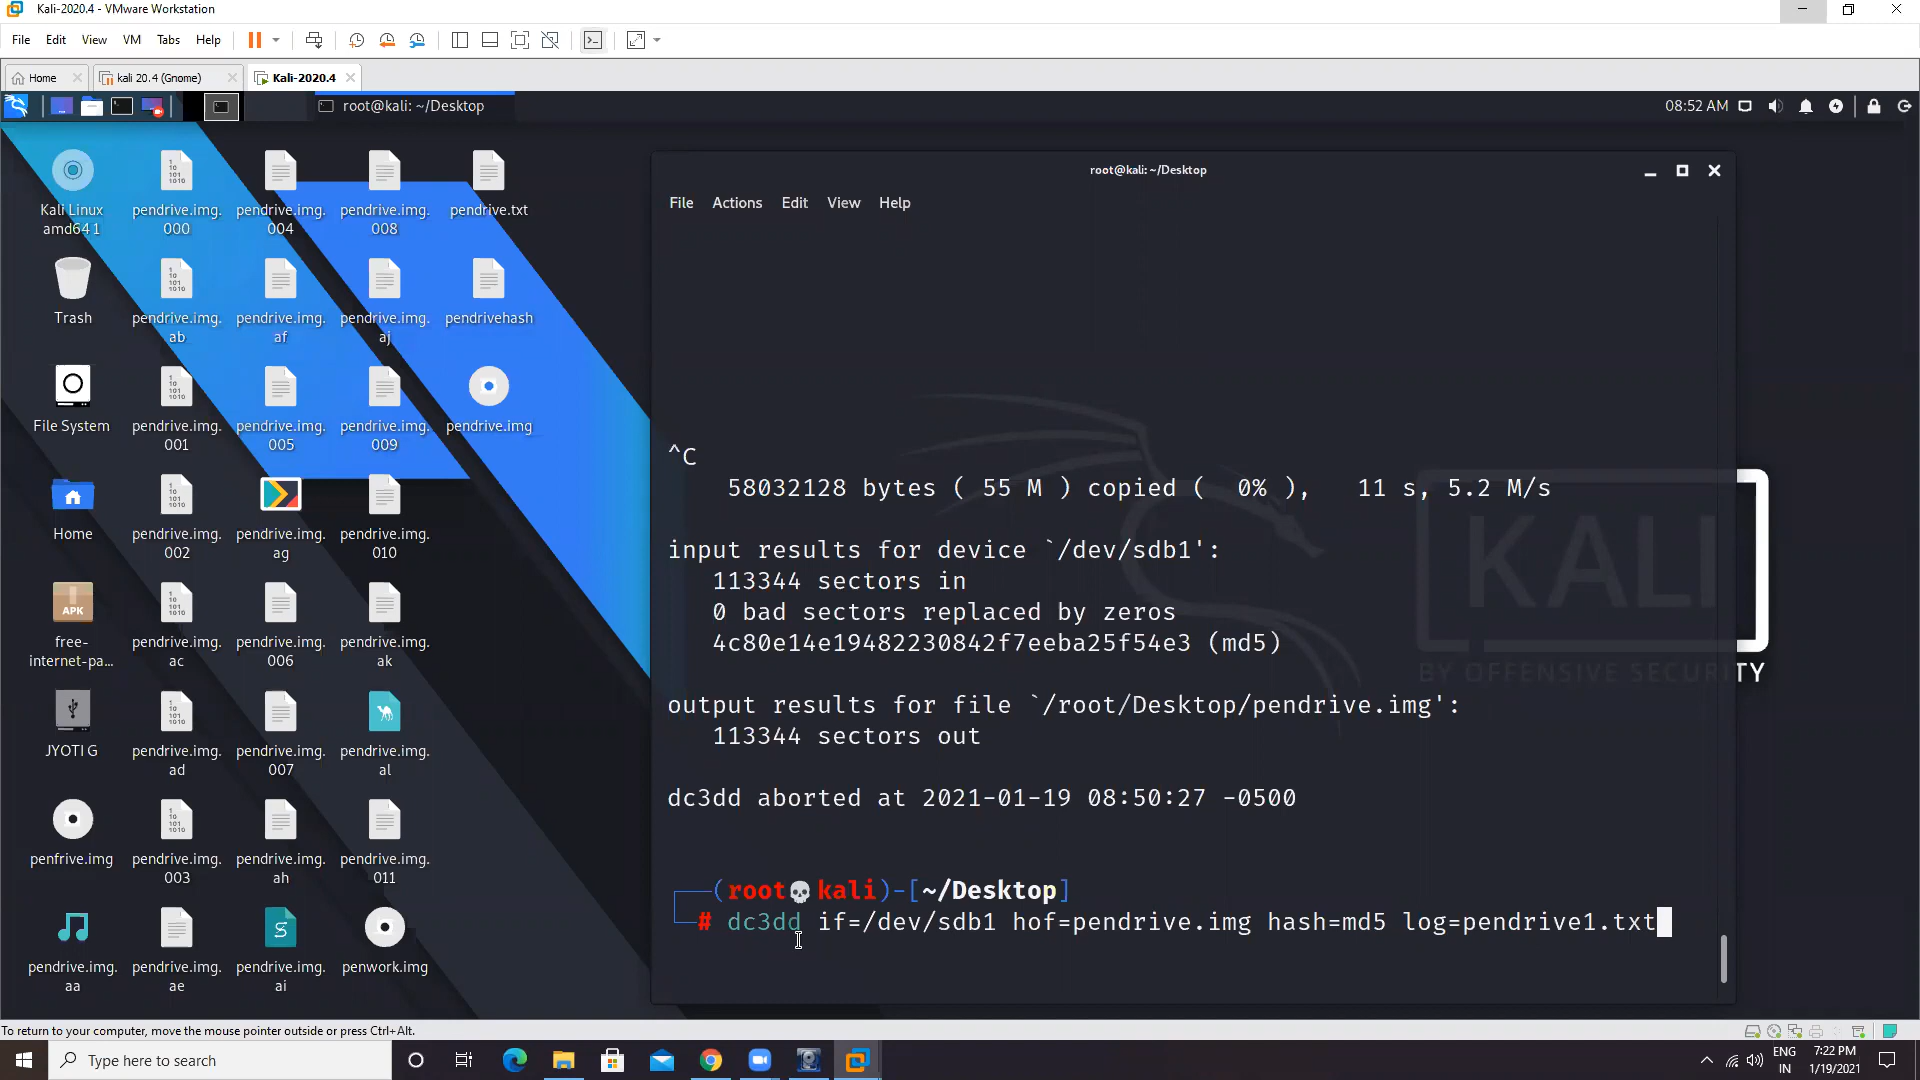 Kali-2020.4 - VMware Workstation
File Edit View VM Tabs Help
Home kali 20.4 (Gnome) Kali-2020.4
root@kali: ~/Desktop 08:52 AM
Kali Linux amd64 1
pendrive.img.000
pendrive.img.004
pendrive.img.008
pendrive.txt
Trash
pendrive.img.ab
pendrive.img.af
pendrive.img.aj
pendrivehash
File System
pendrive.img.001
pendrive.img.005
pendrive.img.009
pendrive.img
Home
pendrive.img.002
pendrive.img.ag
pendrive.img.010
APK
free-internet-pa...
pendrive.img.ac
pendrive.img.006
pendrive.img.ak
JYOTI G
pendrive.img.ad
pendrive.img.007
pendrive.img.al
penfrive.img
pendrive.img.003
pendrive.img.ah
pendrive.img.011
pendrive.img.aa
pendrive.img.ae
pendrive.img.ai
penwork.img
root@kali: ~/Desktop
File Actions Edit View Help
^C
58032128 bytes ( 55 M ) copied ( 0% ), 11 s, 5.2 M/s
input results for device `/dev/sdb1':
113344 sectors in
0 bad sectors replaced by zeros
4c80e14e19482230842f7eeba25f54e3 (md5)
output results for file `/root/Desktop/pendrive.img':
113344 sectors out
dc3dd aborted at 2021-01-19 08:50:27 -0500
(root💀kali)-[~/Desktop]
# dc3dd if=/dev/sdb1 hof=pendrive.img hash=md5 log=pendrive1.txt
KALI
BY OFFENSIVE SECURITY
To return to your computer, move the mouse pointer outside or press Ctrl+Alt.
Type here to search
ENG IN
7:22 PM
1/19/2021